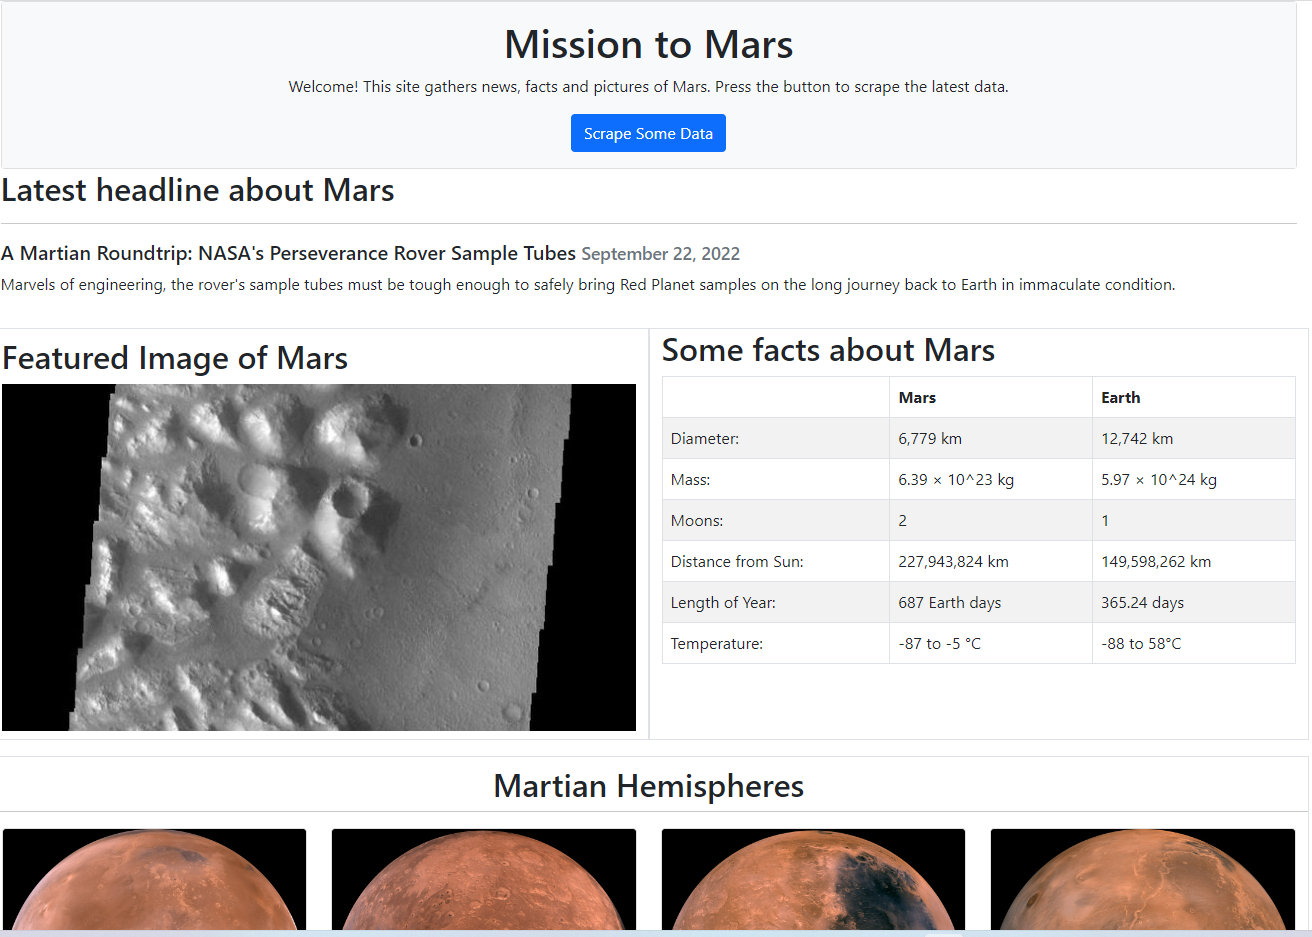 Mission to Mars
Welcome! This site gathers news, facts and pictures of Mars. Press the button to scrape the latest data.
Scrape Some Data
Latest headline about Mars
A Martian Roundtrip: NASA's Perseverance Rover Sample Tubes September 22, 2022
Marvels of engineering, the rover's sample tubes must be tough enough to safely bring Red Planet samples on the long journey back to Earth in immaculate condition.
Featured Image of Mars
Some facts about Mars
Mars Earth
Diameter: 6,779 km 12,742 km
Mass: 6.39 × 10^23 kg 5.97 × 10^24 kg
Moons: 2 1
Distance from Sun: 227,943,824 km 149,598,262 km
Length of Year: 687 Earth days 365.24 days
Temperature: -87 to -5 °C -88 to 58°C
Martian Hemispheres